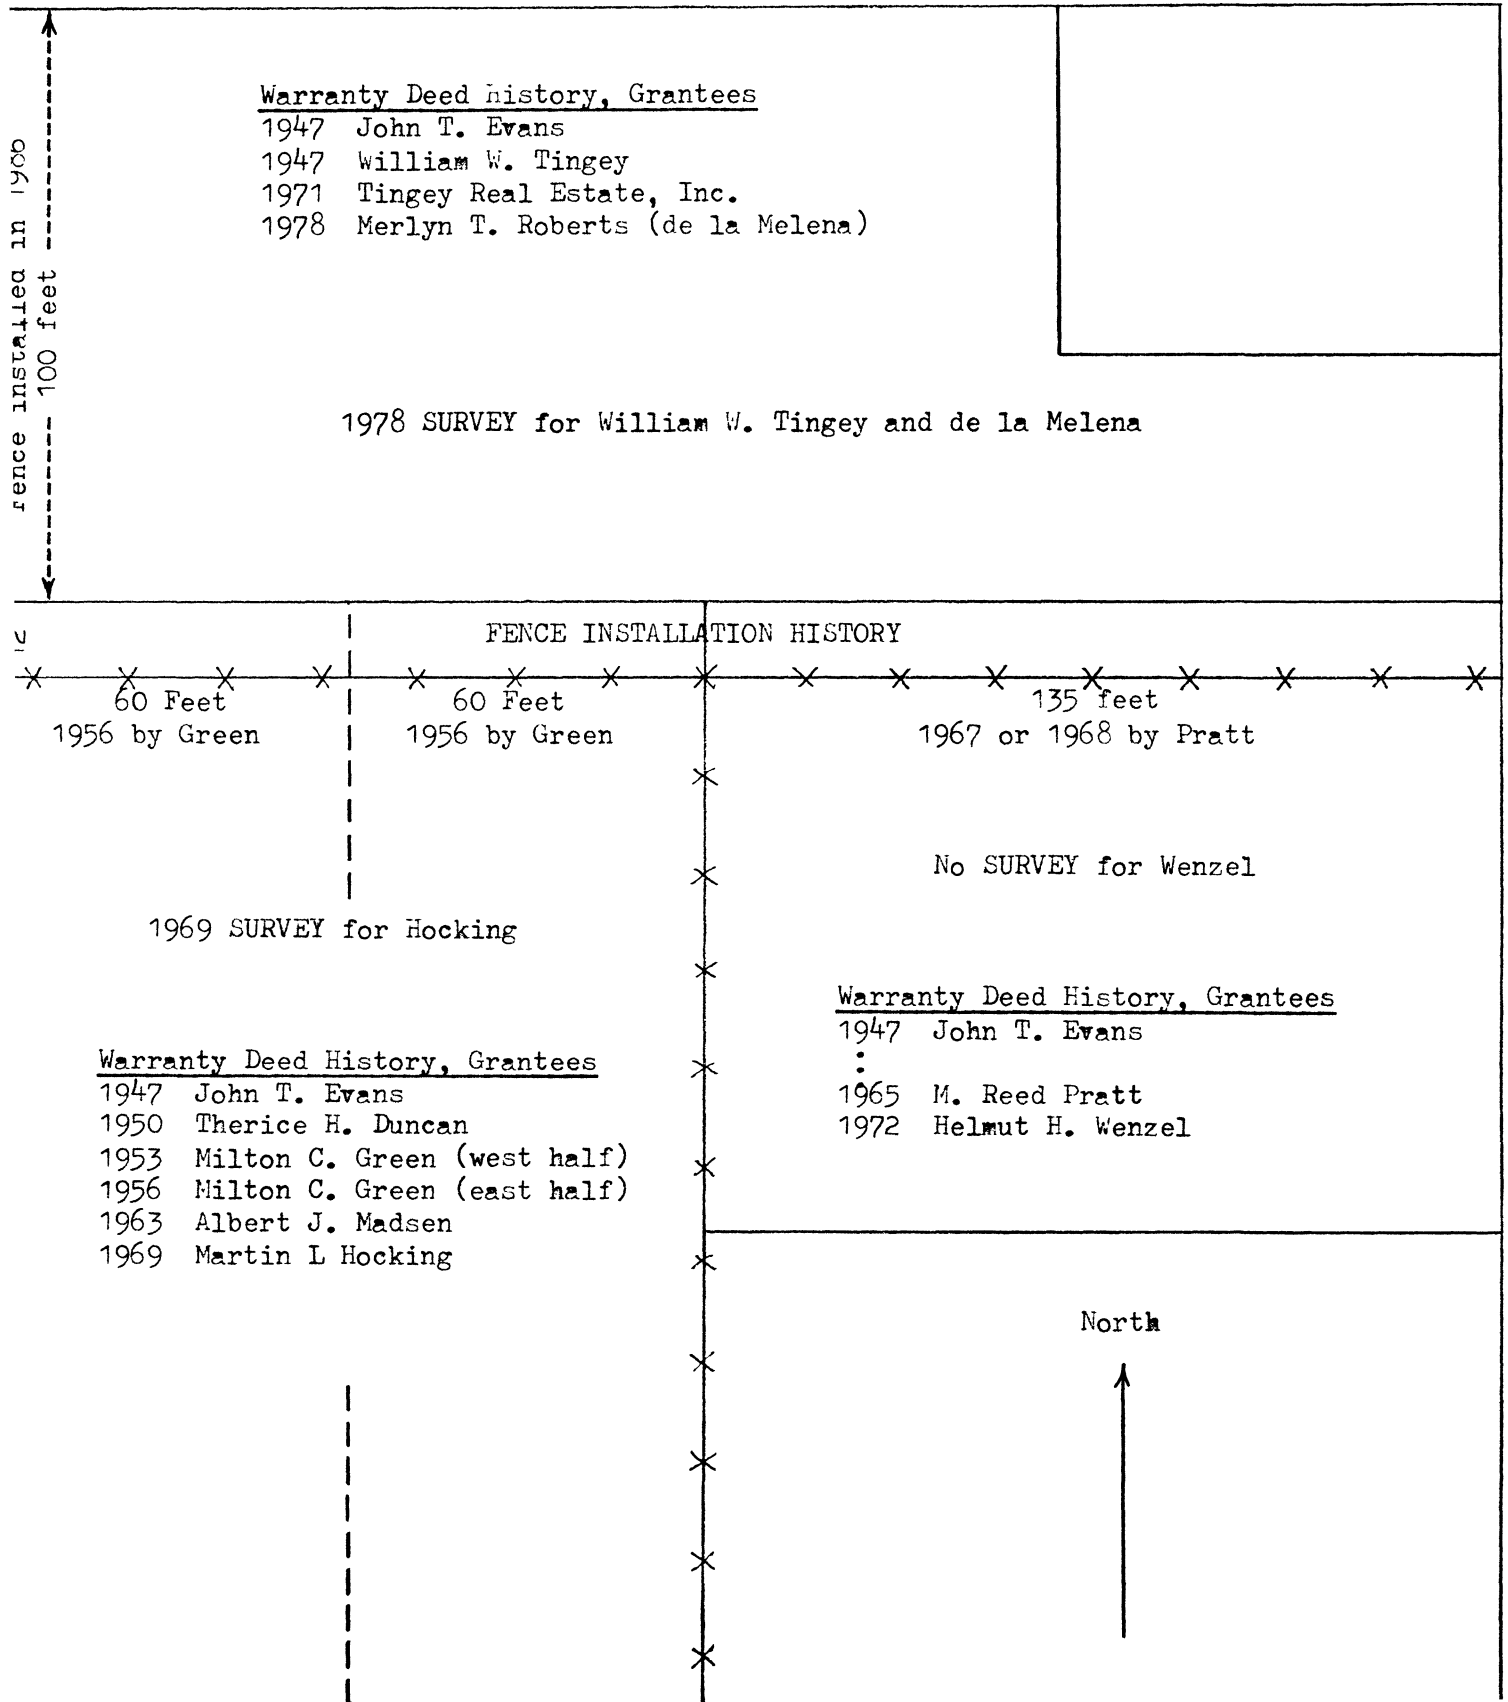 Warranty Deed History, Grantees
1947 John T. Evans
1947 William W. Tingey
1971 Tingey Real Estate, Inc.
1978 Merlyn T. Roberts (de la Melena)
fence installed in
100 feet
1978 SURVEY for William W. Tingey and de la Melena
FENCE INSTALLATION HISTORY
60 Feet
1956 by Green
60 Feet
1956 by Green
135 feet
1967 or 1968 by Pratt
No SURVEY for Wenzel
1969 SURVEY for Hocking
Warranty Deed History, Grantees
1947 John T. Evans
1965 M. Reed Pratt
1972 Helmut H. Wenzel
Warranty Deed History, Grantees
1947 John T. Evans
1950 Therice H. Duncan
1953 Milton C. Green (west half)
1956 Milton C. Green (east half)
1963 Albert J. Madsen
1969 Martin L Hocking
North